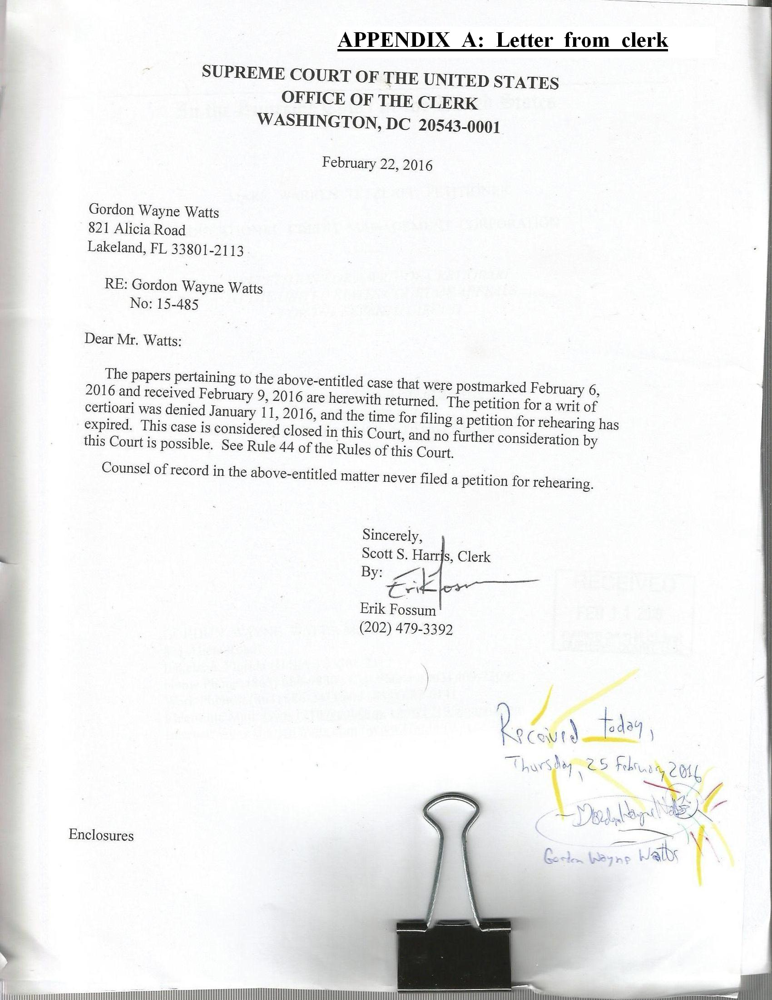 APPENDIX A: Letter from clerk
SUPREME COURT OF THE UNITED STATES
OFFICE OF THE CLERK
WASHINGTON, DC 20543-0001
February 22, 2016
Gordon Wayne Watts
821 Alicia Road
Lakeland, FL 33801-2113
RE: Gordon Wayne Watts
No: 15-485
Dear Mr. Watts:
The papers pertaining to the above-entitled case that were postmarked February 6,
2016 and received February 9, 2016 are herewith returned. The petition for a writ of
certioari was denied January 11, 2016, and the time for filing a petition for rehearing has
expired. This case is considered closed in this Court, and no further consideration by
this Court is possible. See Rule 44 of the Rules of this Court.
Counsel of record in the above-entitled matter never filed a petition for rehearing.
Sincerely,
Scott S. Harris, Clerk
By:
Erik Fossum
Erik Fossum
(202) 479-3392
Received today,
Thursday, 25 February 2016
Gordon Wayne Watts
Enclosures